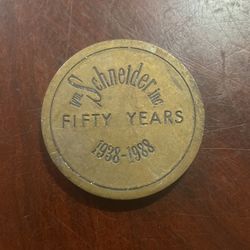 Wm. Schneider, Inc.
FIFTY YEARS
1938-1988